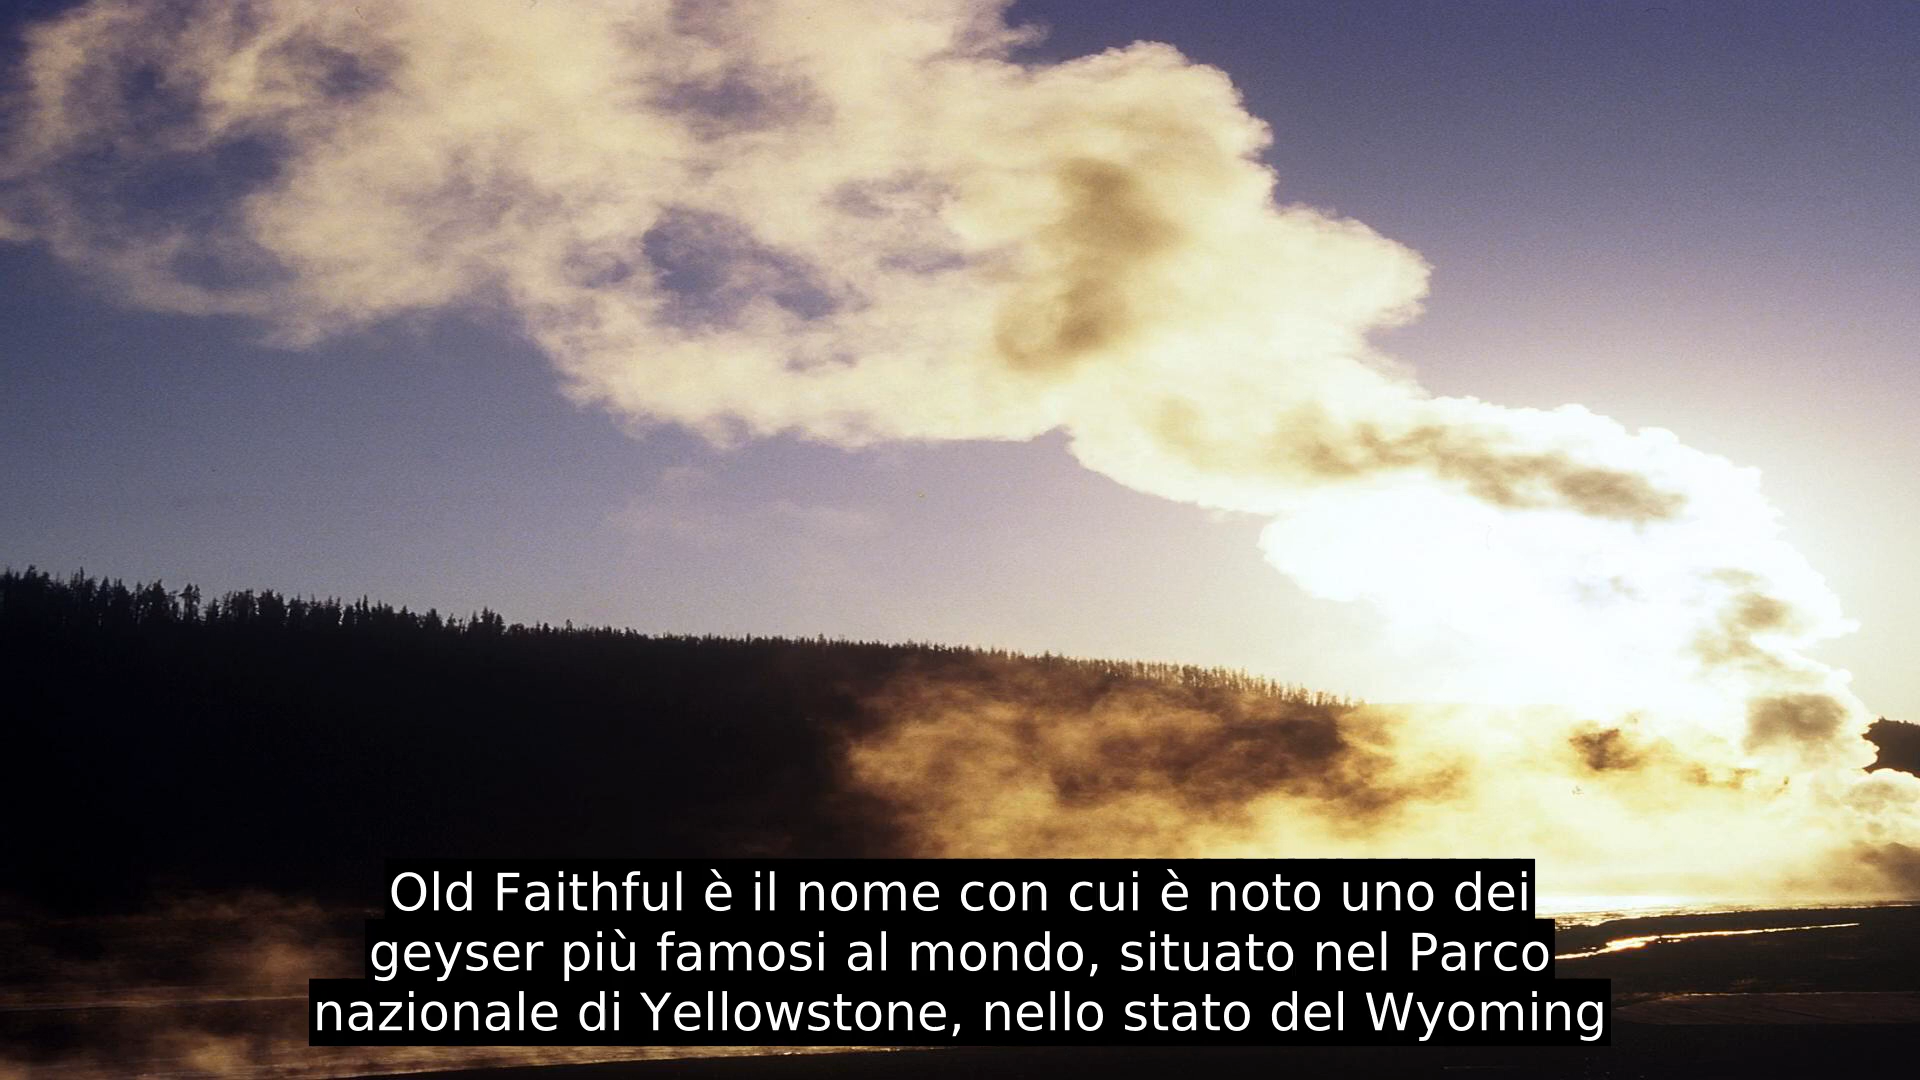 Old Faithful è il nome con cui è noto uno dei
geyser più famosi al mondo, situato nel Parco
nazionale di Yellowstone, nello stato del Wyoming